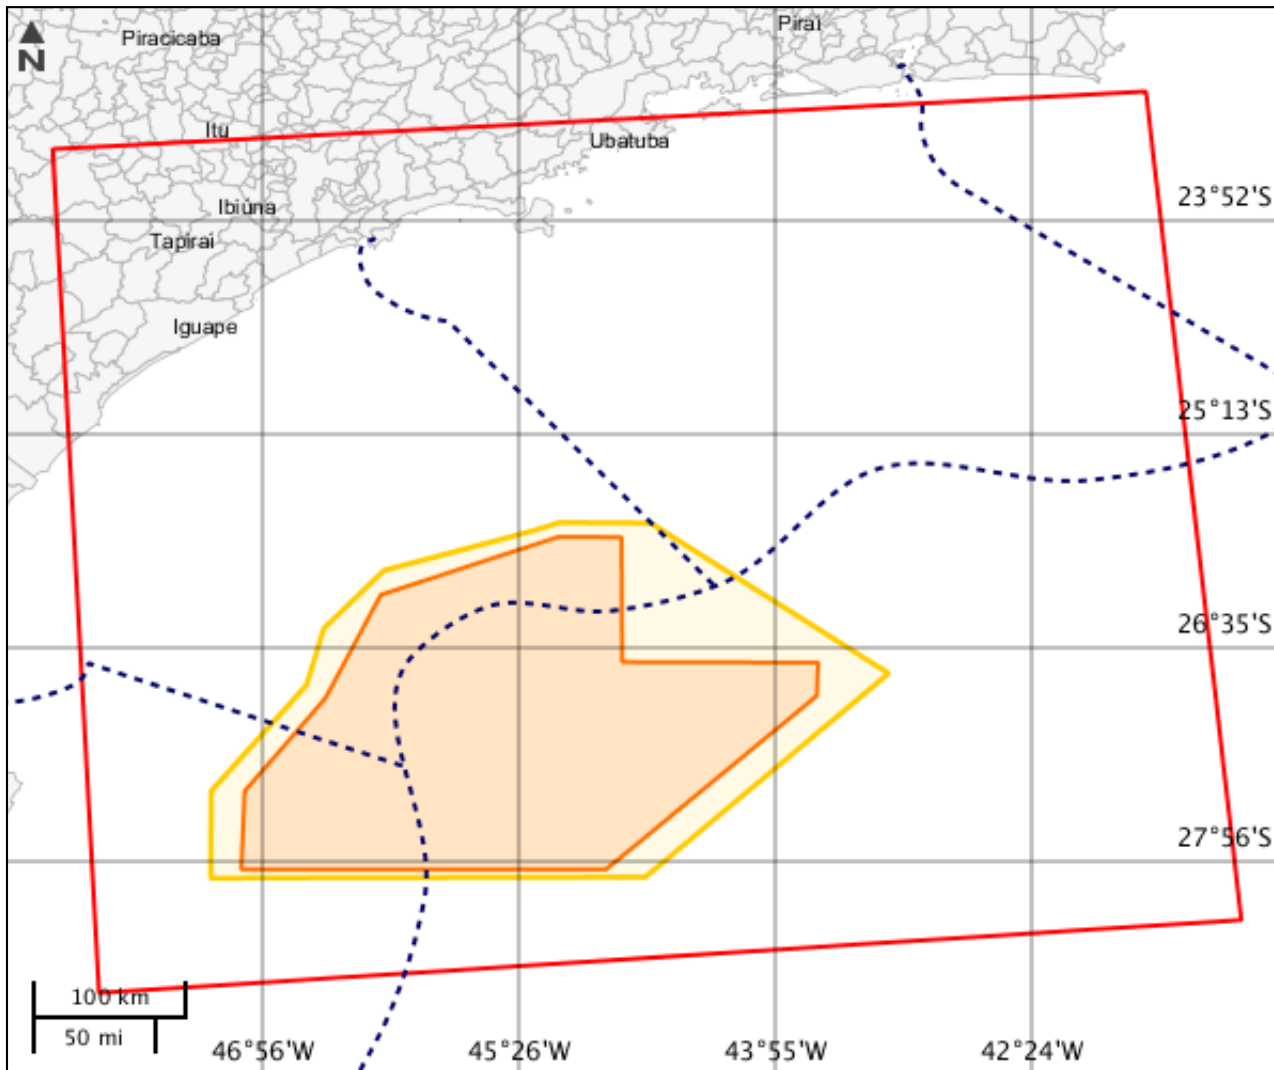 Piraí
Piracicaba
N
Itu
Ubatuba
23°52'S
Ibiúna
Tapiraí
Iguape
25°13'S
26°35'S
27°56'S
100 km
50 mi
46°56'W 45°26'W 43°55'W 42°24'W